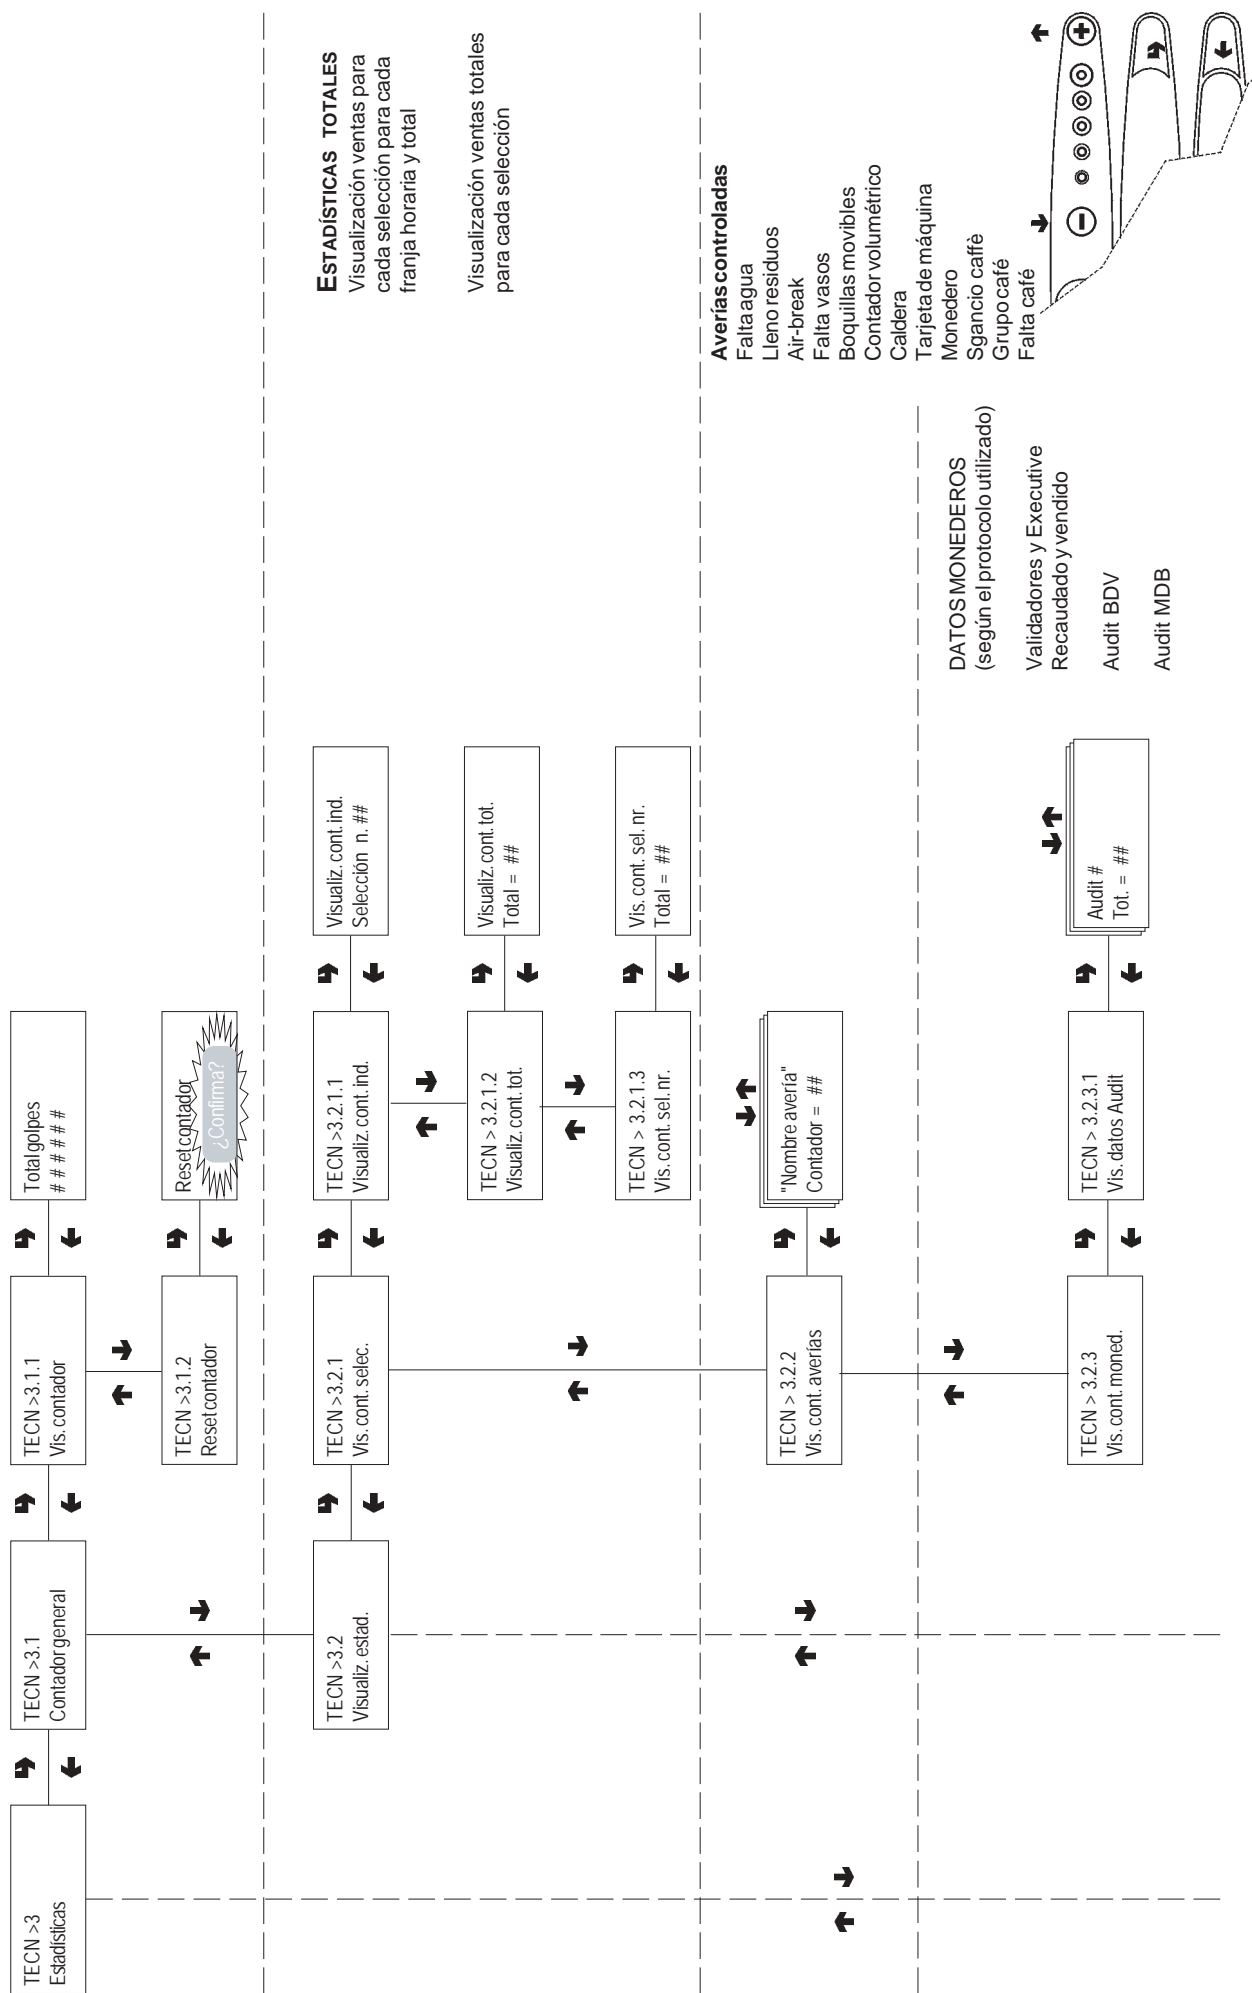 TECN >3
Estadísticas
TECN >3.1
Contador general
TECN >3.1.1
Vis. contador
Total golpes
# # # # # #
TECN >3.1.2
Reset contador
Reset contador
¿Confirma?
TECN >3.2
Visualiz. estad.
TECN >3.2.1
Vis. cont. selec.
TECN >3.2.1.1
Visualiz. cont. ind.
Visualiz. cont. ind.
Selección n. ##
TECN > 3.2.1.2
Visualiz. cont. tot.
Visualiz. cont. tot.
Total = ##
TECN > 3.2.1.3
Vis. cont. sel. nr.
Vis. cont. sel. nr.
Total = ##
ESTADÍSTICAS TOTALES
Visualización ventas para
cada selección para cada
franja horaria y total
Visualización ventas totales
para cada selección
TECN > 3.2.2
Vis. cont. averías
"Nombre avería"
Contador = ##
Averías controladas
Falta agua
Lleno residuos
Air-break
Falta vasos
Boquillas movibles
Contador volumétrico
Caldera
Tarjeta de máquina
Monedero
Sgancio caffè
Grupo café
Falta café
TECN > 3.2.3
Vis. cont. moned.
TECN > 3.2.3.1
Vis. datos Audit
Audit #
Tot. = ##
DATOS MONEDEROS
(según el protocolo utilizado)
Validadores y Executive
Recaudado y vendido
Audit BDV
Audit MDB